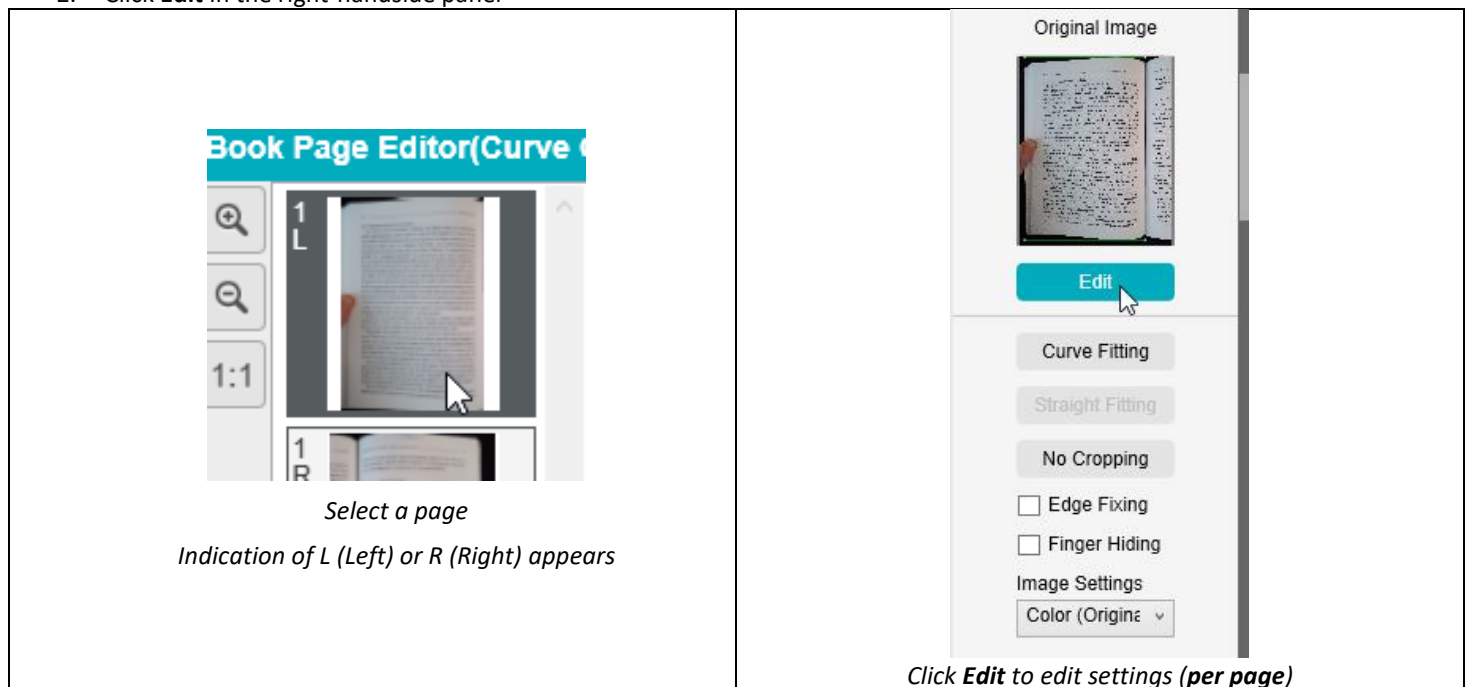 Click Edit in the right-handside panel
Book Page Editor(Curve
1
L
1:1
1
R
Select a page
Indication of L (Left) or R (Right) appears
Original Image
Edit
Curve Fitting
Straight Fitting
No Cropping
Edge Fixing
Finger Hiding
Image Settings
Color (Origina
Click Edit to edit settings (per page)